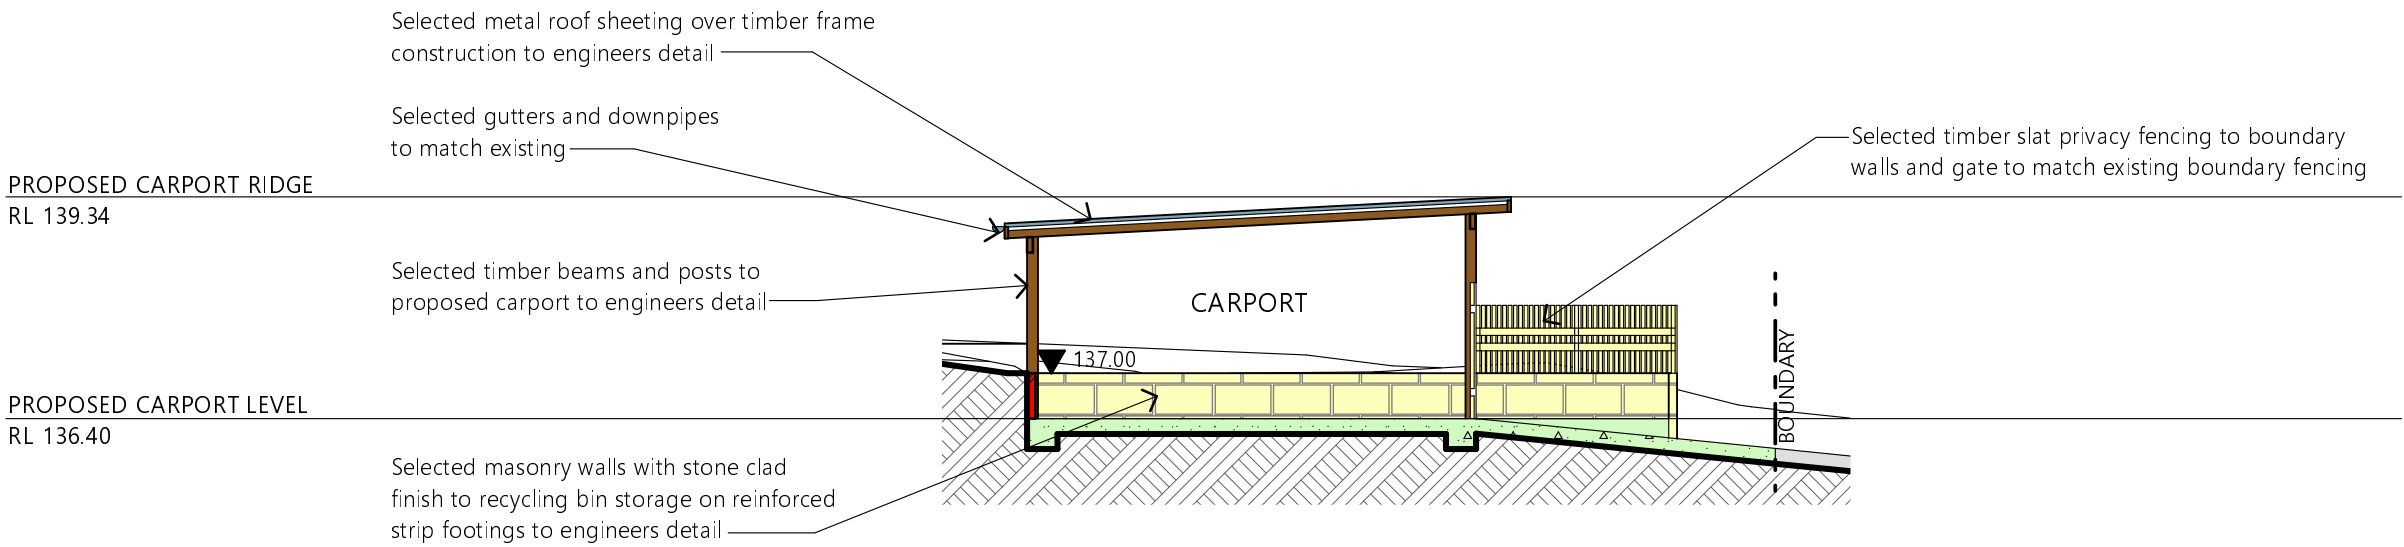 Selected metal roof sheeting over timber frame
construction to engineers detail
Selected gutters and downpipes
to match existing
Selected timber slat privacy fencing to boundary
walls and gate to match existing boundary fencing
PROPOSED CARPORT RIDGE
RL 139.34
Selected timber beams and posts to
proposed carport to engineers detail
CARPORT
137.00
BOUNDARY
PROPOSED CARPORT LEVEL
RL 136.40
Selected masonry walls with stone clad
finish to recycling bin storage on reinforced
strip footings to engineers detail